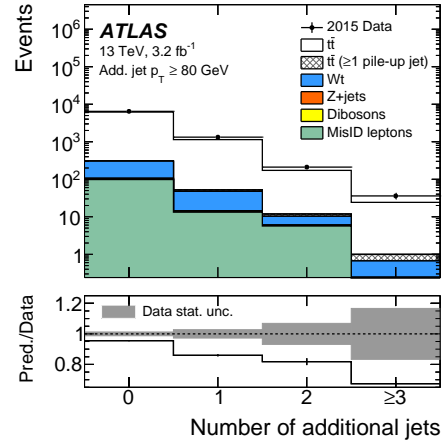 Events
10⁶
10⁵
10⁴
10³
10²
10
1
ATLAS
13 TeV, 3.2 fb⁻¹
Add. jet p_T ≥ 80 GeV
2015 Data
tt̄
tt̄ (≥1 pile-up jet)
Wt
Z+jets
Dibosons
MisID leptons
Pred./Data
1.2
1
0.8
Data stat. unc.
0 1 2 ≥3
Number of additional jets